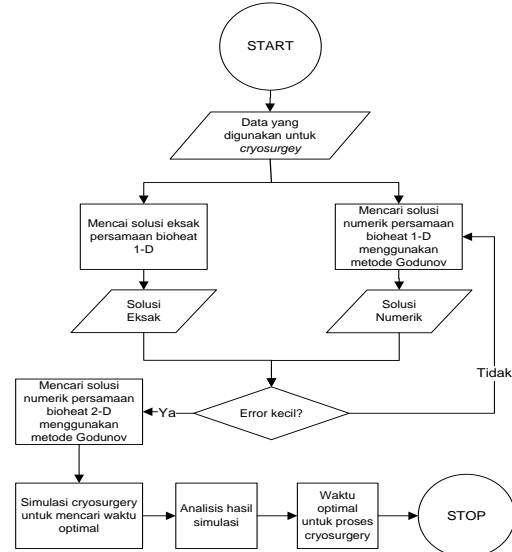 START
Data yang
digunakan untuk
cryosurgey
Mencai solusi eksak
persamaan bioheat
1-D
Mencari solusi
numerik persamaan
bioheat 1-D
menggunakan
metode Godunov
Solusi
Eksak
Solusi
Numerik
Tidak
Error kecil?
Ya
Mencari solusi
numerik persamaan
bioheat 2-D
menggunakan
metode Godunov
Simulasi cryosurgery
untuk mencari waktu
optimal
Analisis hasil
simulasi
Waktu
optimal
untuk proses
cryosurgery
STOP